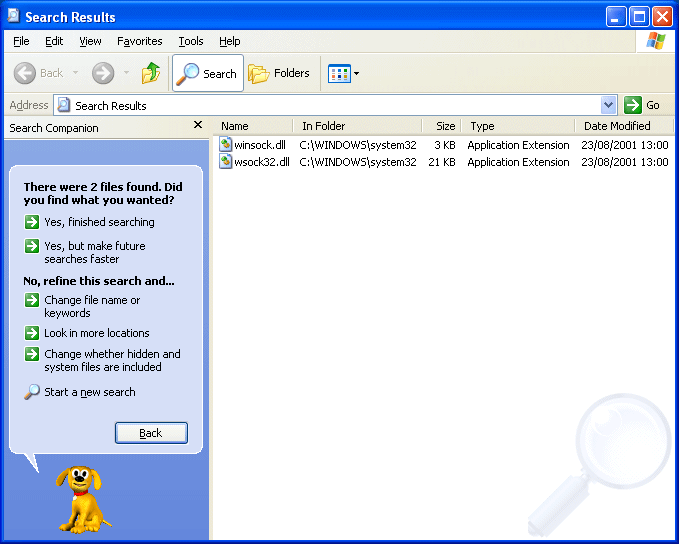 Search Results
File Edit View Favorites Tools Help
Back Search Folders
Address Search Results Go
Search Companion
Name In Folder Size Type Date Modified
winsock.dll C:\WINDOWS\system32 3 KB Application Extension 23/08/2001 13:00
wsock32.dll C:\WINDOWS\system32 21 KB Application Extension 23/08/2001 13:00
There were 2 files found. Did
you find what you wanted?
Yes, finished searching
Yes, but make future
searches faster
No, refine this search and...
Change file name or
keywords
Look in more locations
Change whether hidden and
system files are included
Start a new search
Back